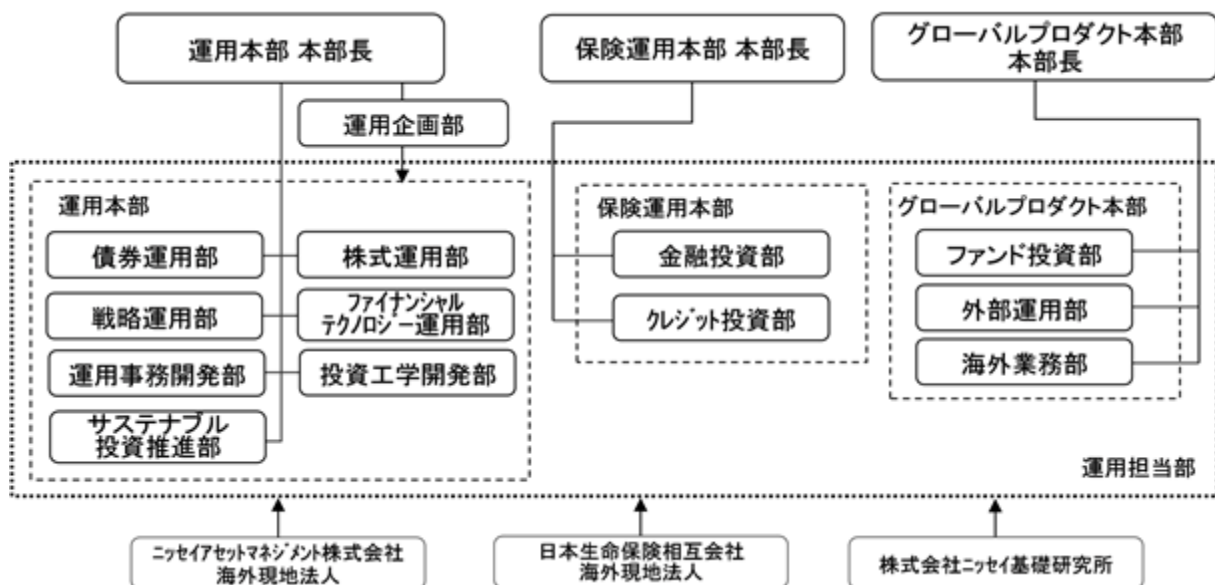 運用本部 本部長
保険運用本部 本部長
グローバルプロダクト本部
本部長
運用企画部
運用本部
債券運用部
株式運用部
戦略運用部
ファイナンシャル
テクノロジー運用部
運用事務開発部
投資工学開発部
サステナブル
投資推進部
保険運用本部
金融投資部
クレジット投資部
グローバルプロダクト本部
ファンド投資部
外部運用部
海外業務部
運用担当部
ニッセイアセットマネジメント株式会社
海外現地法人
日本生命保険相互会社
海外現地法人
株式会社ニッセイ基礎研究所